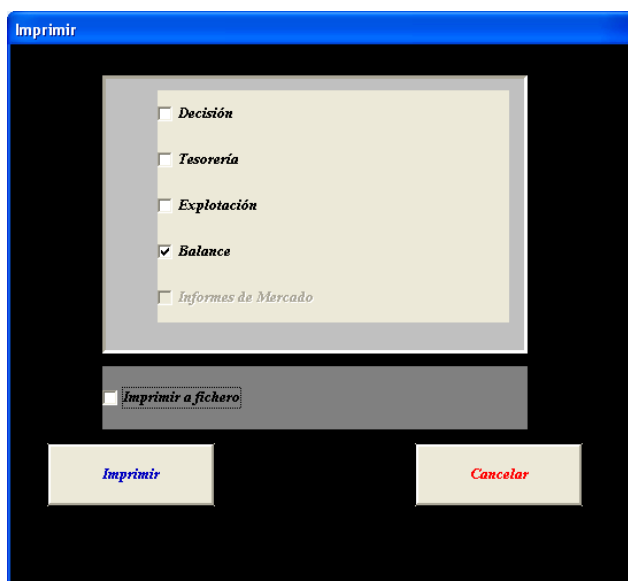 Imprimir
Decisión
Tesorería
Explotación
Balance
Informes de Mercado
Imprimir a fichero
Imprimir
Cancelar